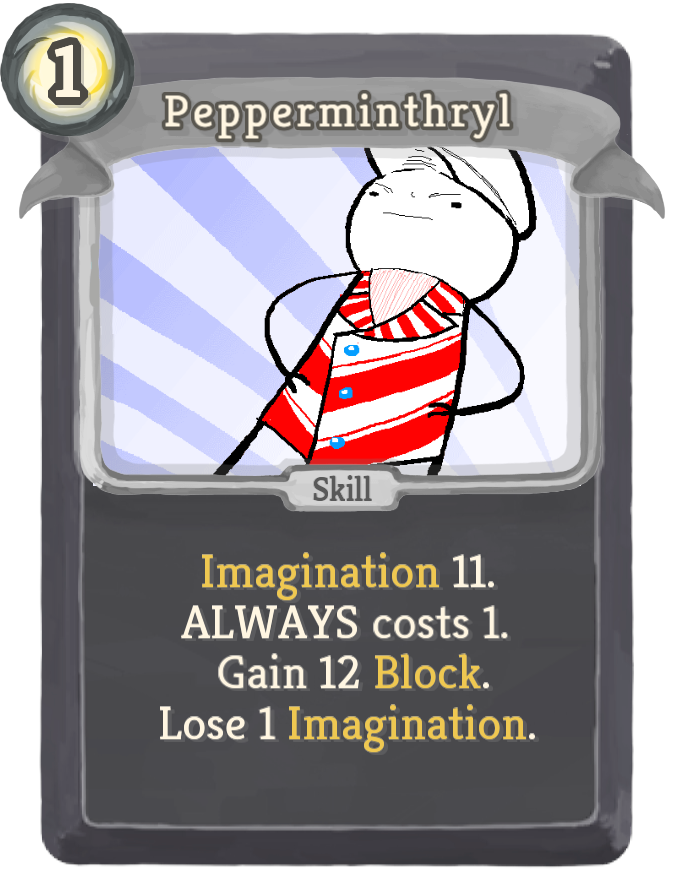 1
Pepperminthryl
Skill
Imagination 11.
ALWAYS costs 1.
Gain 12 Block.
Lose 1 Imagination.